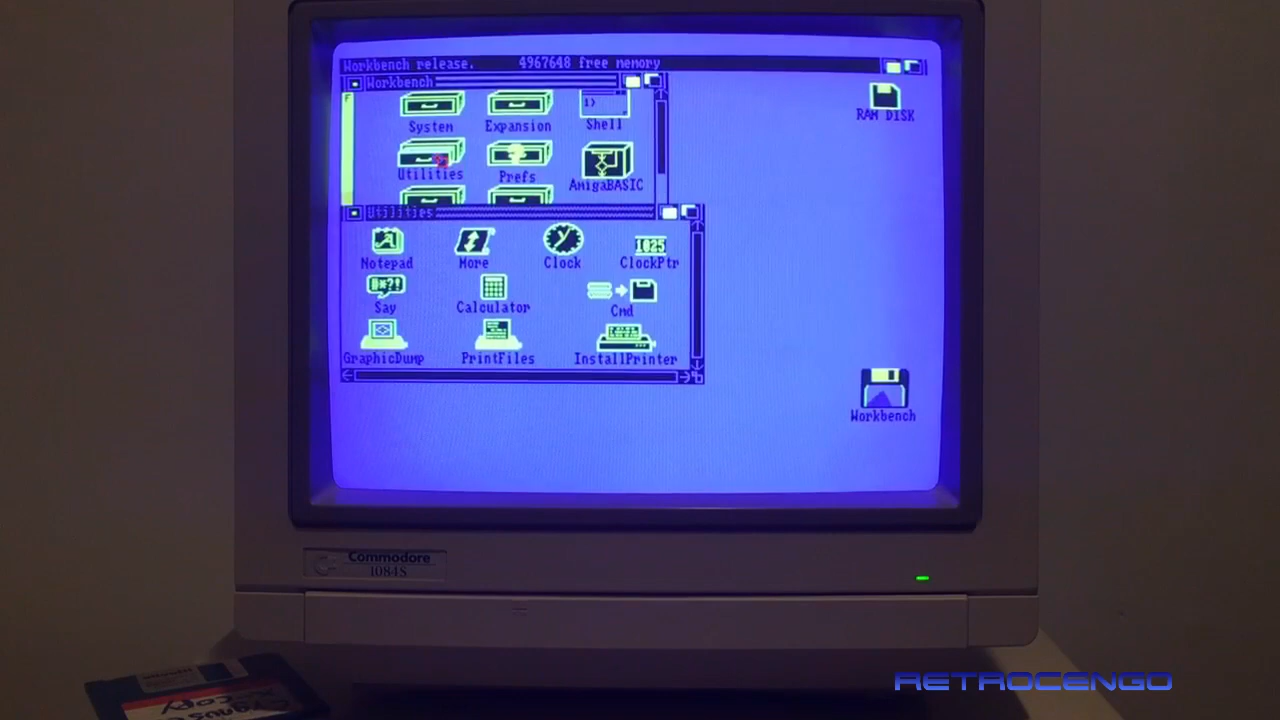 Workbench release. 4967648 free memory
Workbench
System Expansion Shell
RAM DISK
Utilities Prefs AmigaBASIC
Utilities
Notepad More Clock ClockPtr
Say Calculator Cmd
GraphicDump PrintFiles InstallPrinter
Workbench
Commodore
1084S
COPY
RETROCENGO